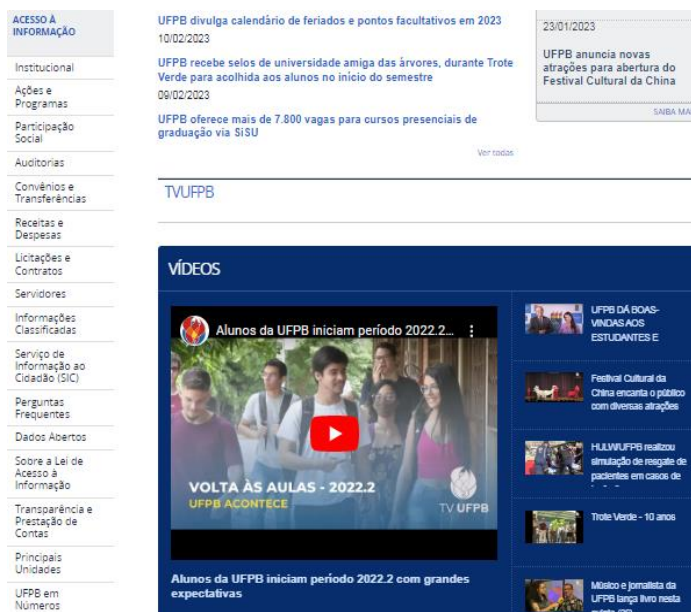 ACESSO À
INFORMAÇÃO
Institucional
Ações e
Programas
Participação
Social
Auditorias
Convênios e
Transferências
Receitas e
Despesas
Licitações e
Contratos
Servidores
Informações
Classificadas
Serviço de
Informação ao
Cidadão (SIC)
Perguntas
Frequentes
Dados Abertos
Sobre a Lei de
Acesso à
Informação
Transparência e
Prestação de
Contas
Principais
Unidades
UFPB em
Números
UFPB divulga calendário de feriados e pontos facultativos em 2023
10/02/2023
UFPB recebe selos de universidade amiga das árvores, durante Trote
Verde para acolhida aos alunos no início do semestre
09/02/2023
UFPB oferece mais de 7.800 vagas para cursos presenciais de
graduação via SiSU
Ver todas
23/01/2023
UFPB anuncia novas
atrações para abertura do
Festival Cultural da China
SAIBA MA
TVUFPB
VÍDEOS
Alunos da UFPB iniciam período 2022.2...
VOLTA ÀS AULAS - 2022.2
UFPB ACONTECE
TV UFPB
Alunos da UFPB iniciam período 2022.2 com grandes
expectativas
UFPB DÁ BOAS-
VINDAS AOS
ESTUDANTES E
Festival Cultural da
China encanta o público
com diversas atrações
HULW/UFPB realizou
simulação de resgate de
pacientes em casos de
Trote Verde - 10 anos
Músico e jornalista da
UFPB lança livro nesta